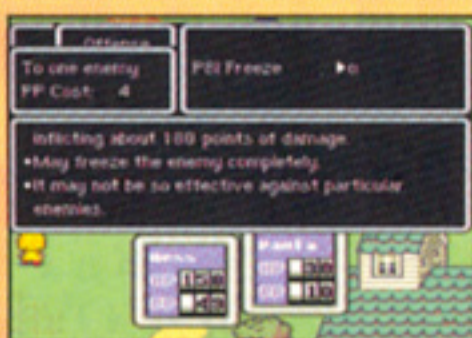 Offense
To one enemy
PP Cost: 4
PSI Freeze ▶α
inflicting about 180 points of damage.
•May freeze the enemy completely.
•It may not be so effective against particular
enemies.
Ness
Paula